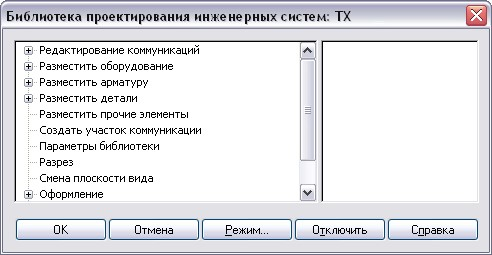 Библиотека проектирования инженерных систем: ТХ
Редактирование коммуникаций
Разместить оборудование
Разместить арматуру
Разместить детали
Разместить прочие элементы
Создать участок коммуникации
Параметры библиотеки
Разрез
Смена плоскости вида
Оформление
OK
Отмена
Режим...
Отключить
Справка